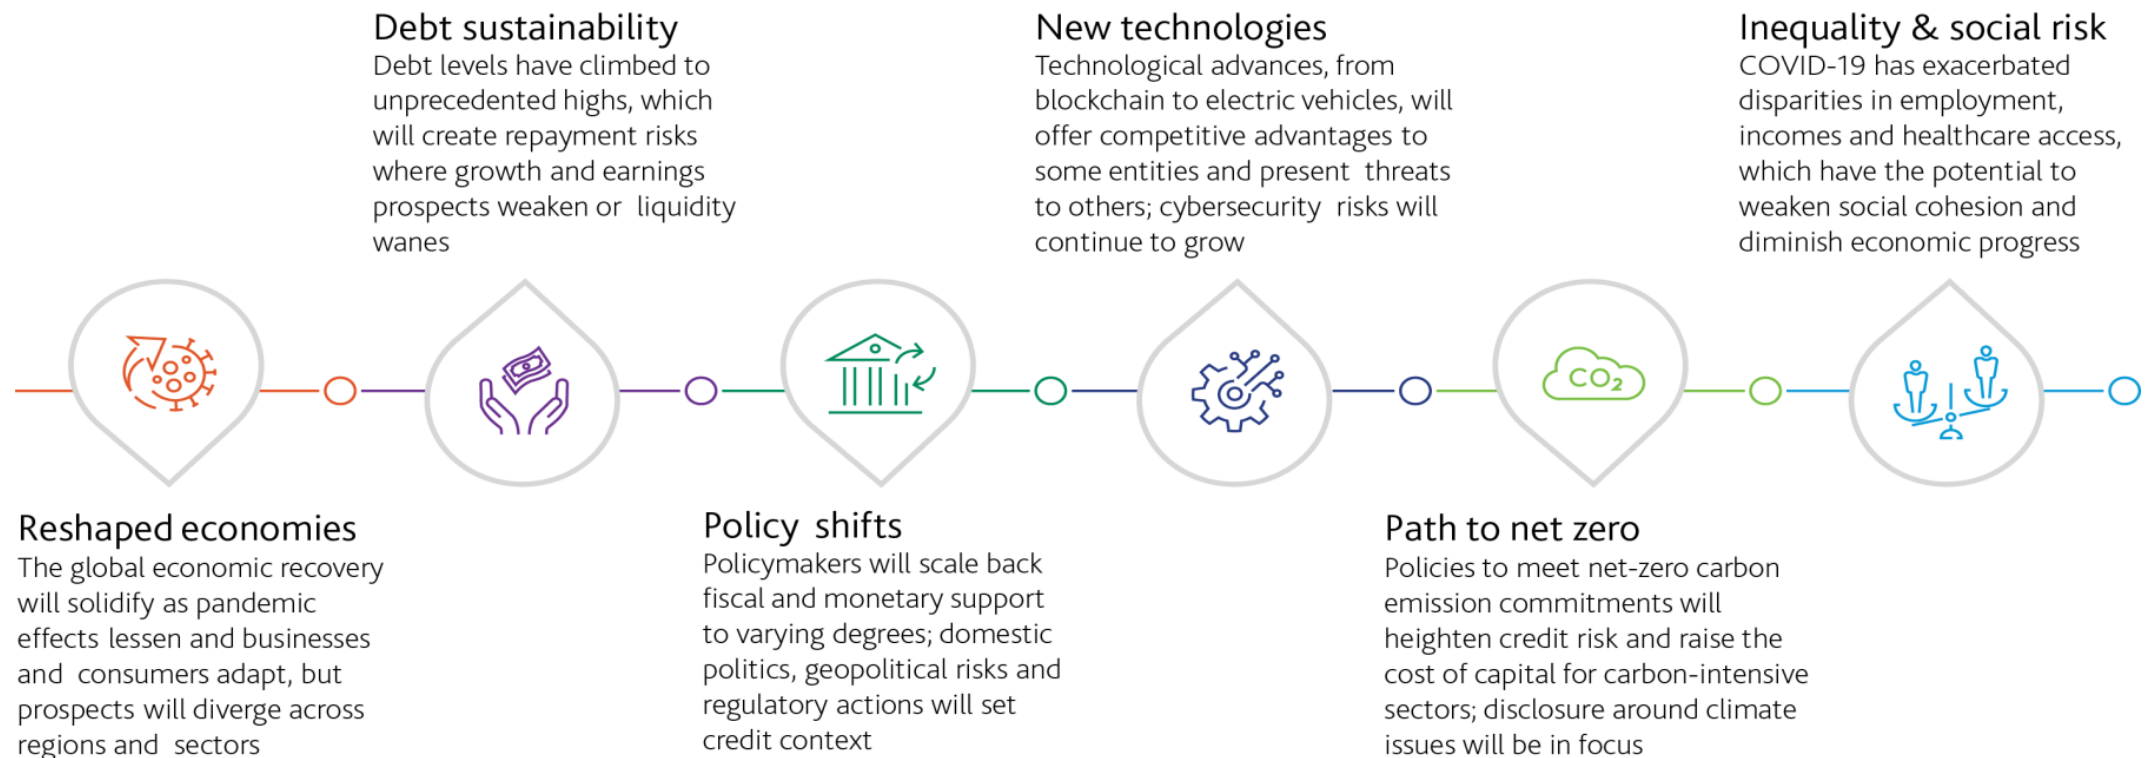 Debt sustainability
Debt levels have climbed to
unprecedented highs, which
will create repayment risks
where growth and earnings
prospects weaken or liquidity
wanes
New technologies
Technological advances, from
blockchain to electric vehicles, will
offer competitive advantages to
some entities and present threats
to others; cybersecurity risks will
continue to grow
Inequality & social risk
COVID-19 has exacerbated
disparities in employment,
incomes and healthcare access,
which have the potential to
weaken social cohesion and
diminish economic progress
CO₂
Reshaped economies
The global economic recovery
will solidify as pandemic
effects lessen and businesses
and consumers adapt, but
prospects will diverge across
regions and sectors
Policy shifts
Policymakers will scale back
fiscal and monetary support
to varying degrees; domestic
politics, geopolitical risks and
regulatory actions will set
credit context
Path to net zero
Policies to meet net-zero carbon
emission commitments will
heighten credit risk and raise the
cost of capital for carbon-intensive
sectors; disclosure around climate
issues will be in focus